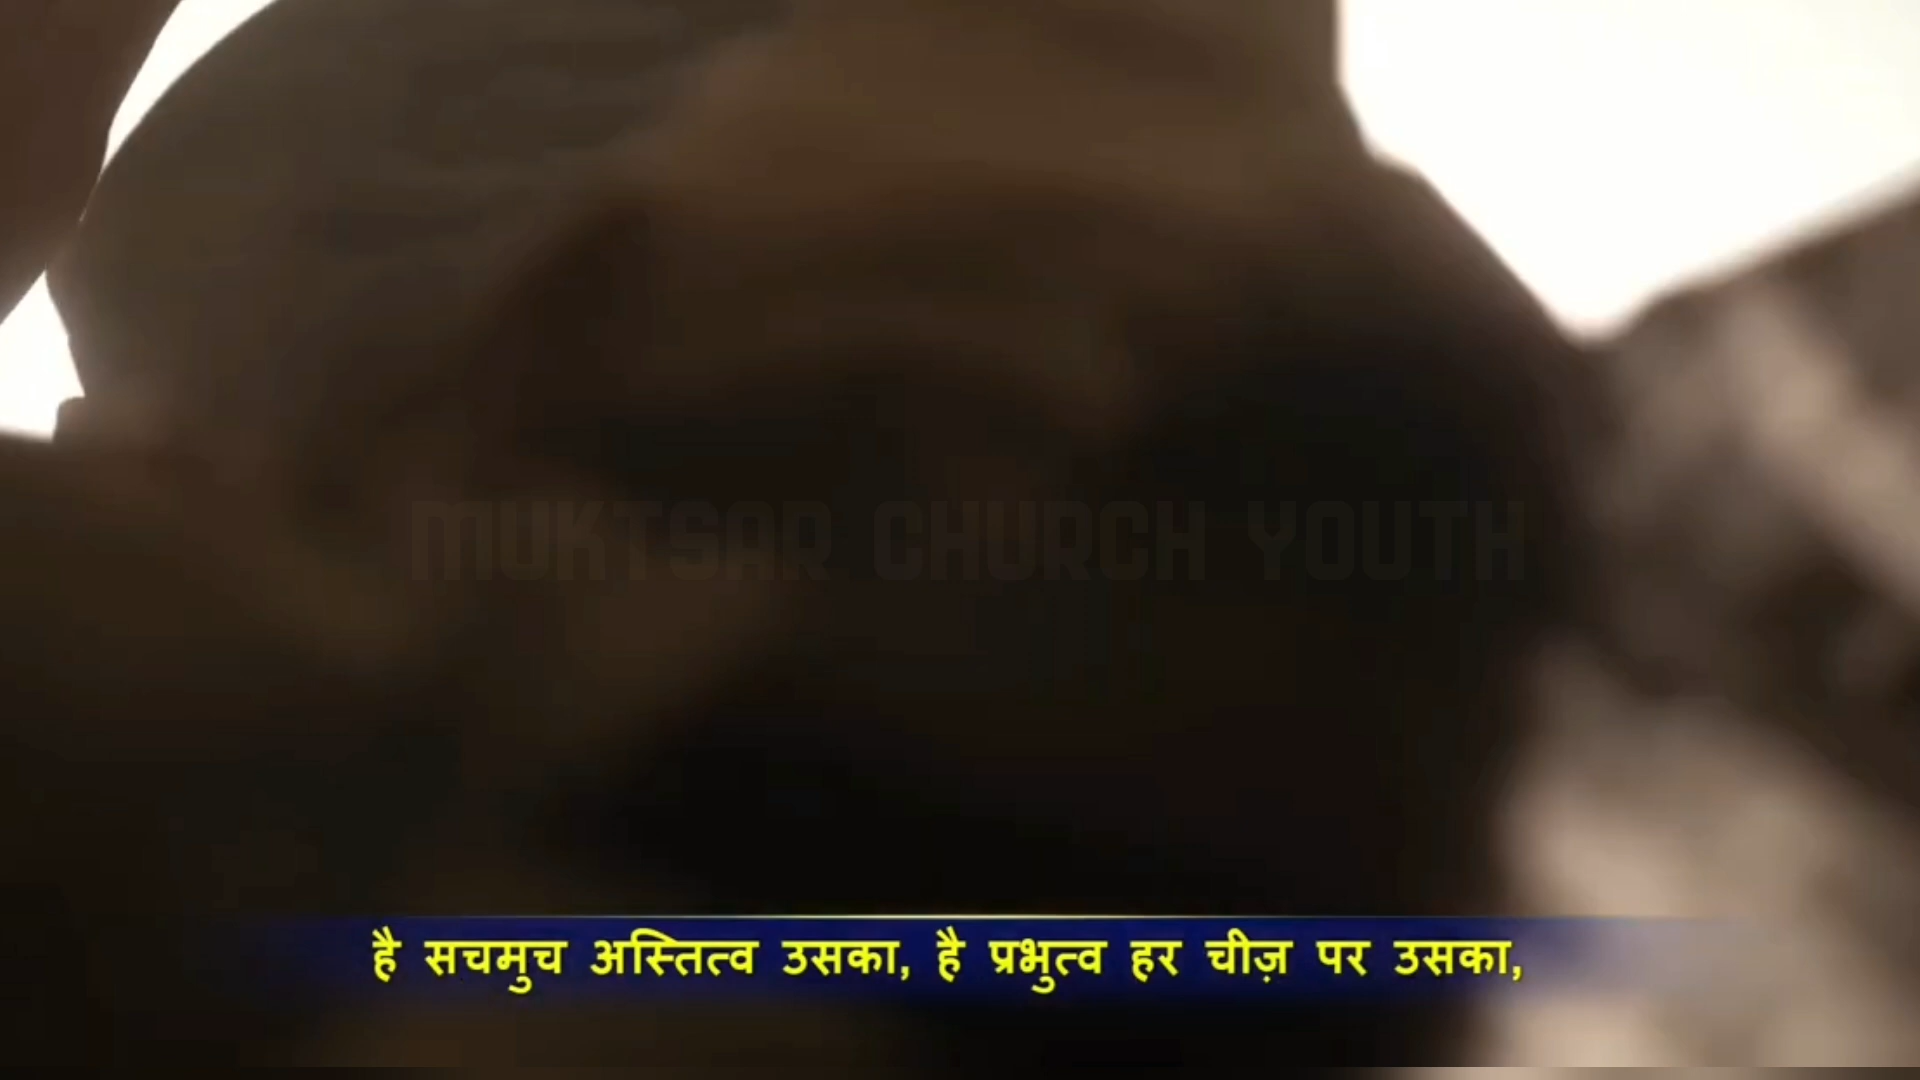 MUKTSAR CHURCH YOUTH
है सचमुच अस्तित्व उसका, है प्रभुत्व हर चीज़ पर उसका,